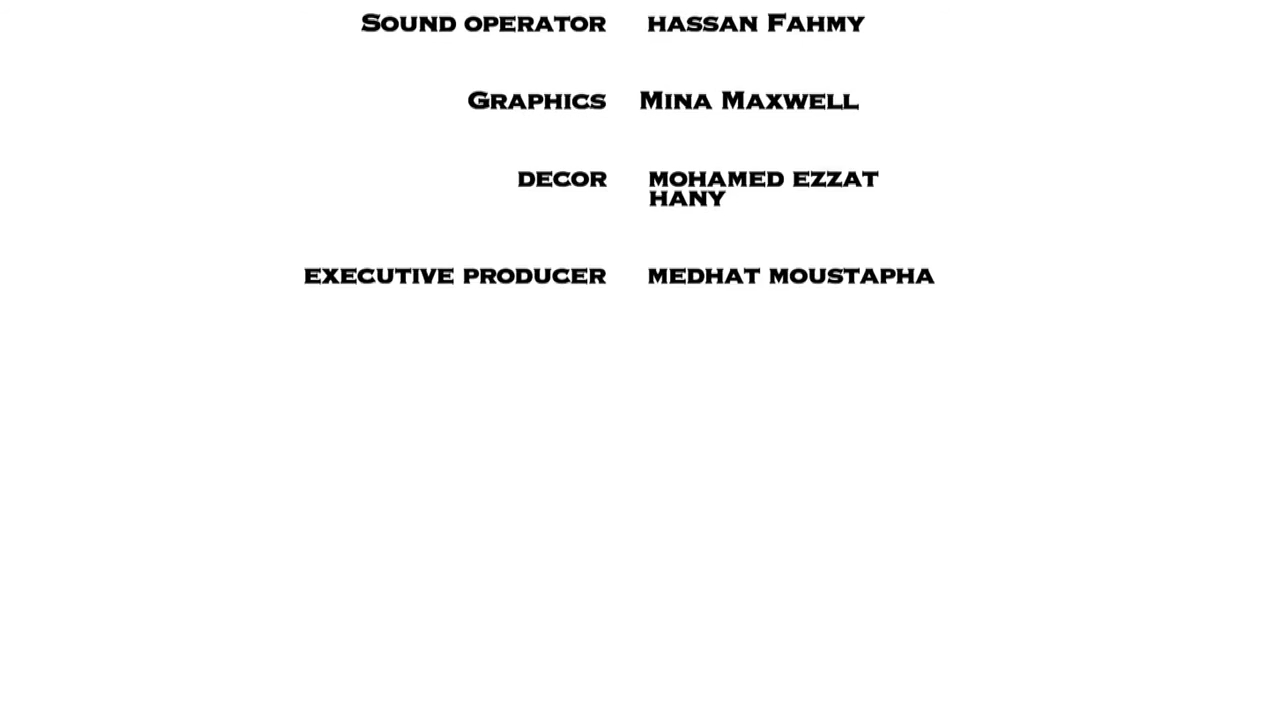 Sound operator hassan Fahmy
Graphics Mina Maxwell
decor mohamed ezzat
hany
executive producer medhat moustapha